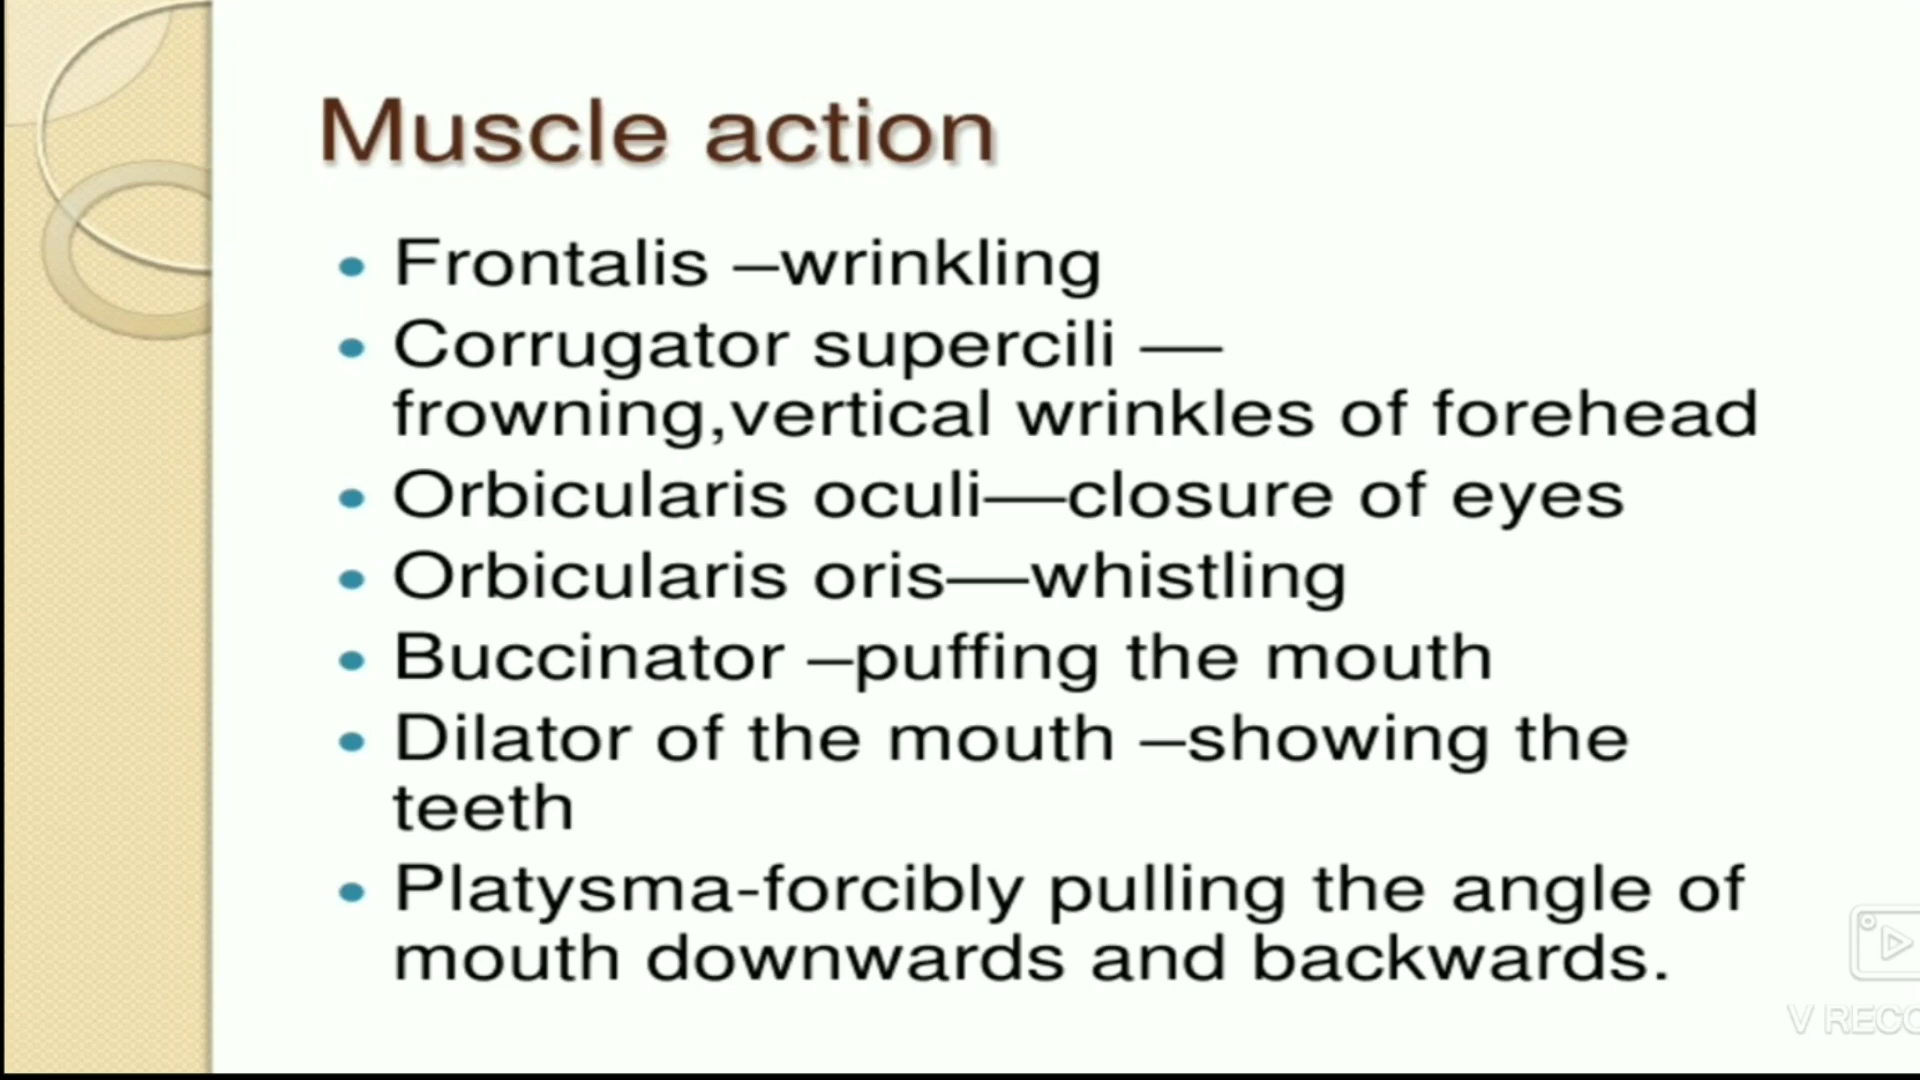 Muscle action
• Frontalis –wrinkling
• Corrugator supercili —
frowning,vertical wrinkles of forehead
• Orbicularis oculi—closure of eyes
• Orbicularis oris—whistling
• Buccinator –puffing the mouth
• Dilator of the mouth –showing the
teeth
• Platysma-forcibly pulling the angle of
mouth downwards and backwards.
V RECO